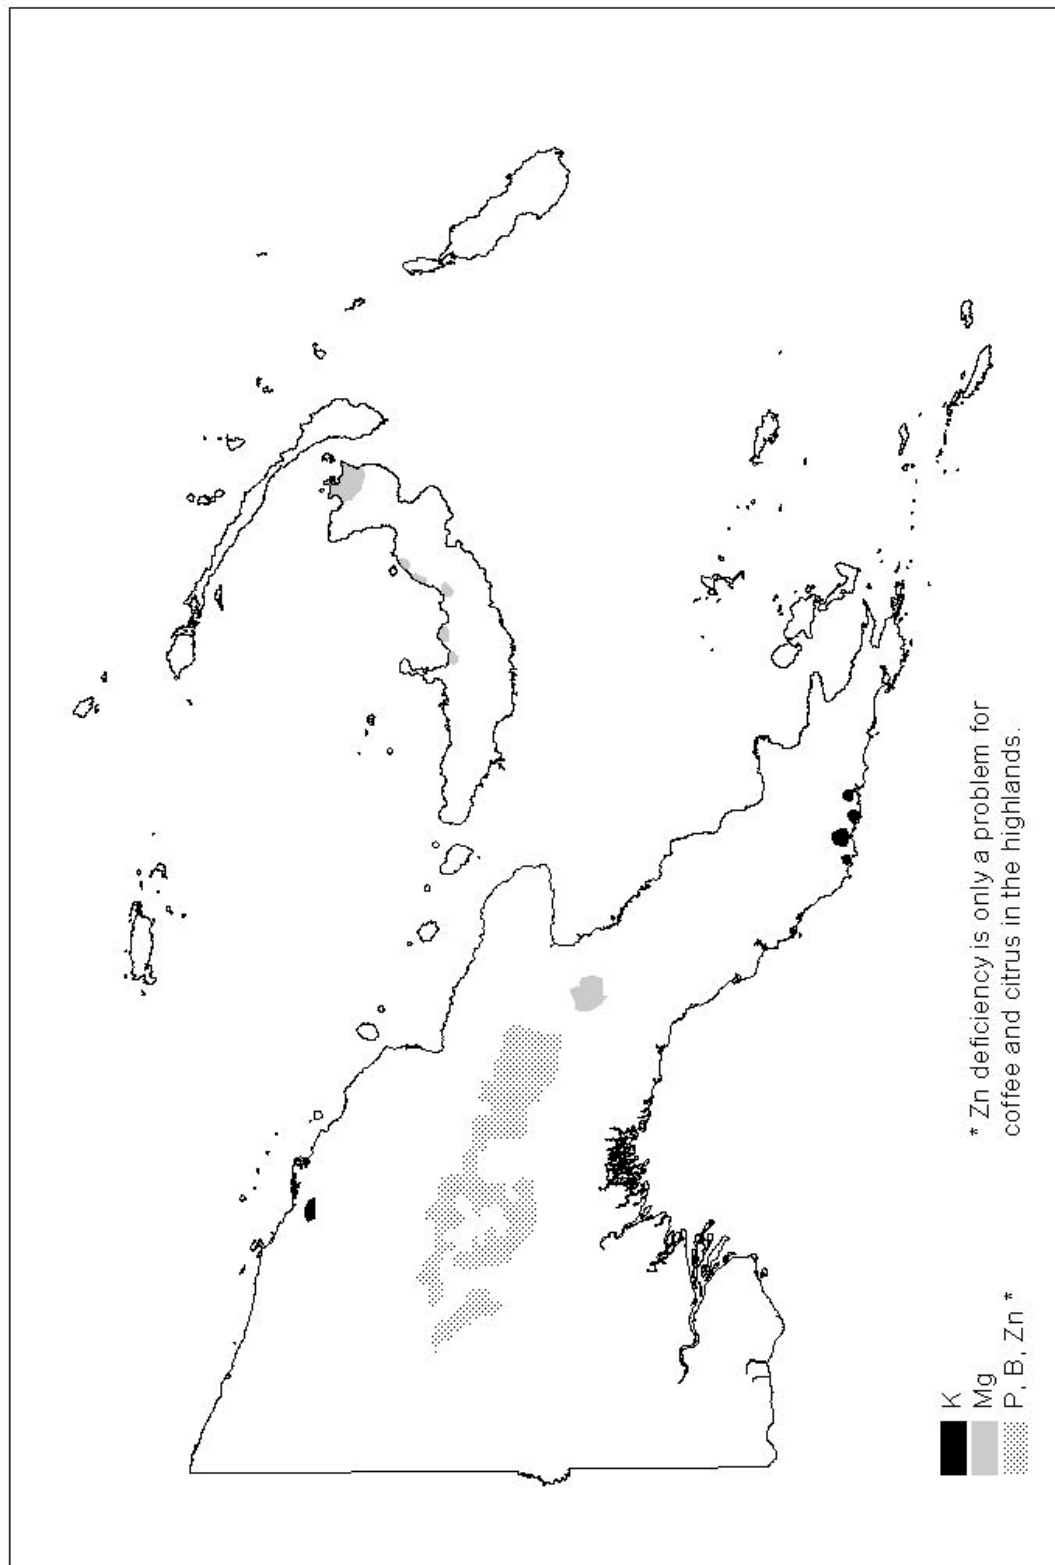 K
Mg
P, B, Zn *
* Zn deficiency is only a problem for
coffee and citrus in the highlands.